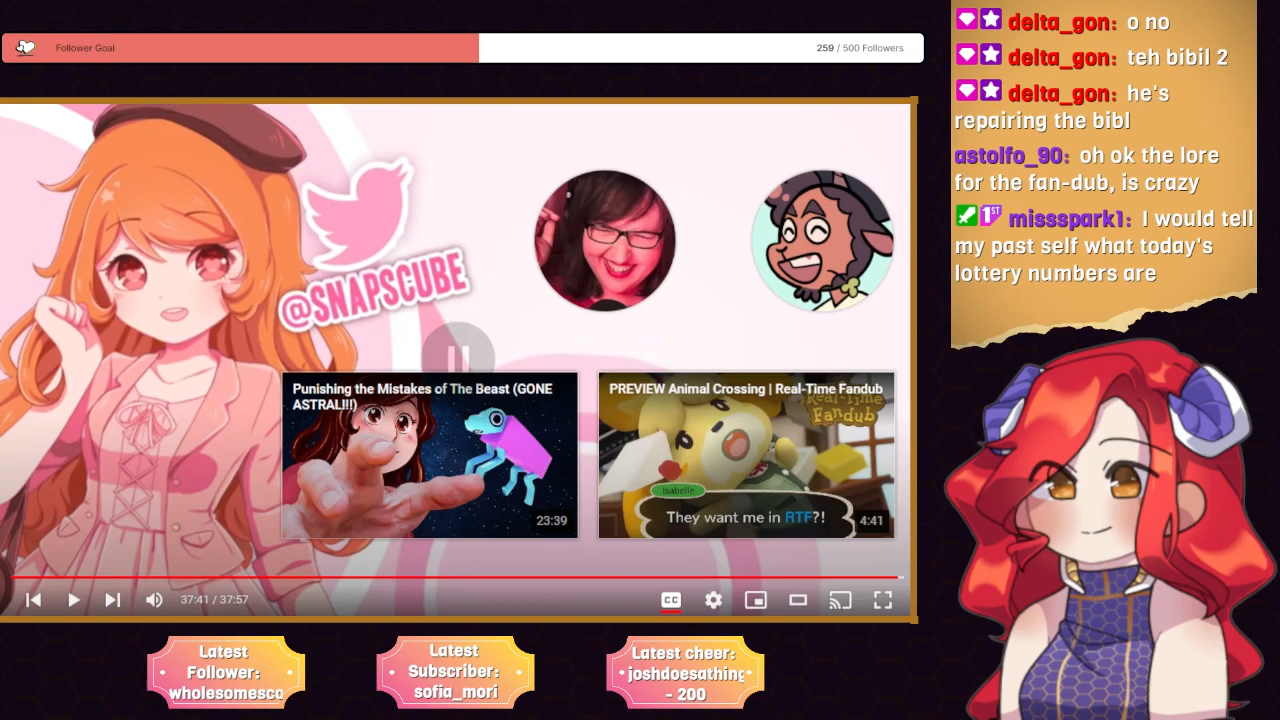 Follower Goal
259 / 500 Followers
@SNAPSCUBE
Punishing the Mistakes of The Beast (GONE
ASTRAL!!!)
23:39
PREVIEW Animal Crossing | Real-Time Fandub
Real-Time
Fandub
Isabelle
They want me in RTF?!
4:41
37:41 / 37:57
CC
Latest
Follower:
wholesomesco
Latest
Subscriber:
sofia_mori
Latest cheer:
joshdoesathing
- 200
delta_gon: o no
delta_gon: teh bibil 2
delta_gon: he's
repairing the bibl
astolfo_90: oh ok the lore
for the fan-dub, is crazy
1ST missspark1: I would tell
my past self what today's
lottery numbers are